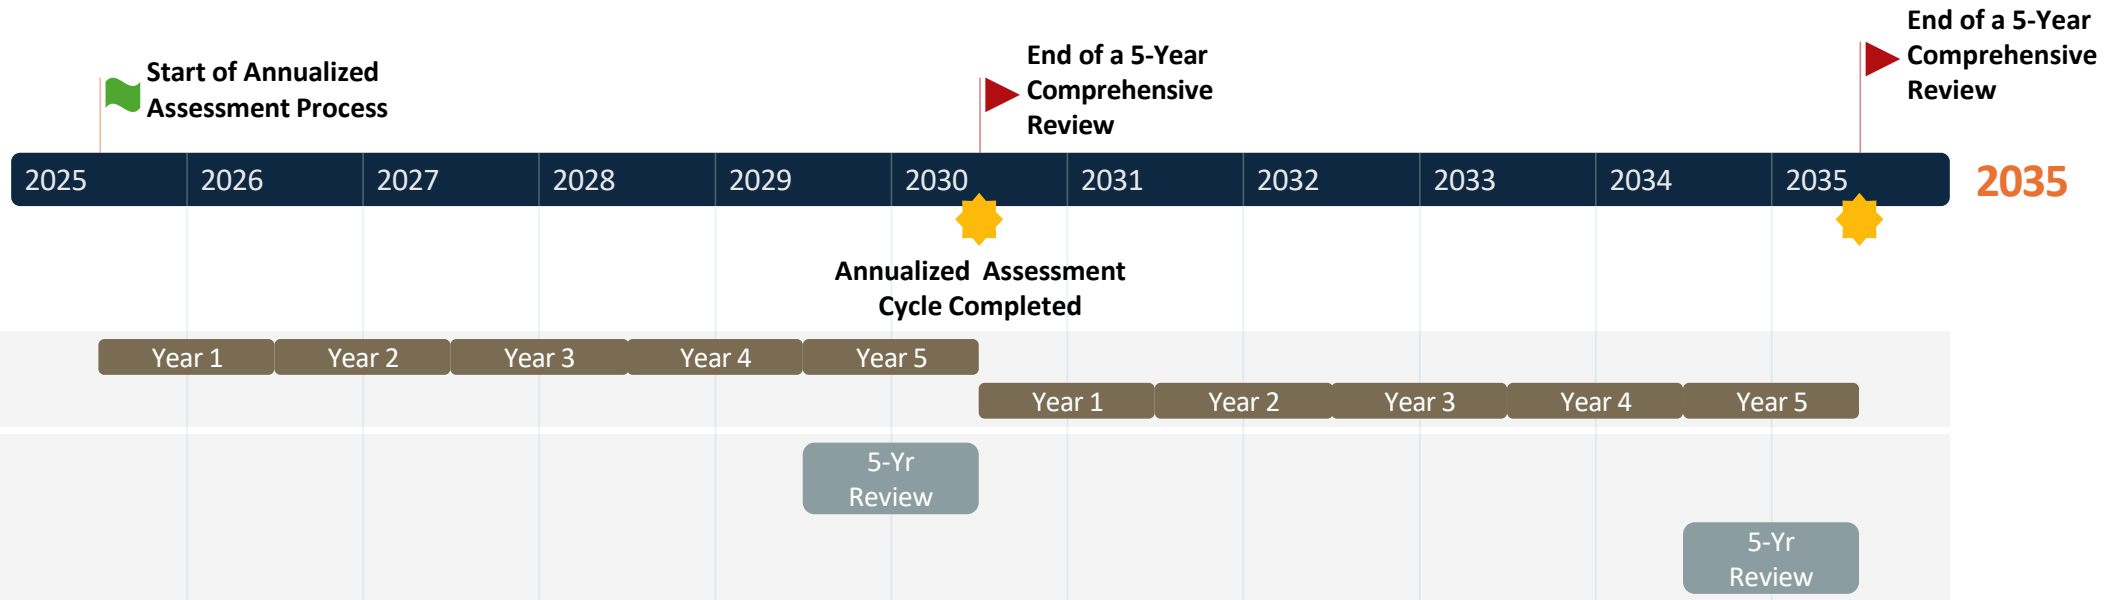 Start of Annualized
Assessment Process
End of a 5-Year
Comprehensive
Review
End of a 5-Year
Comprehensive
Review
2025 2026 2027 2028 2029 2030 2031 2032 2033 2034 2035 2035
Annualized Assessment
Cycle Completed
Year 1 Year 2 Year 3 Year 4 Year 5
Year 1 Year 2 Year 3 Year 4 Year 5
5-Yr
Review
5-Yr
Review